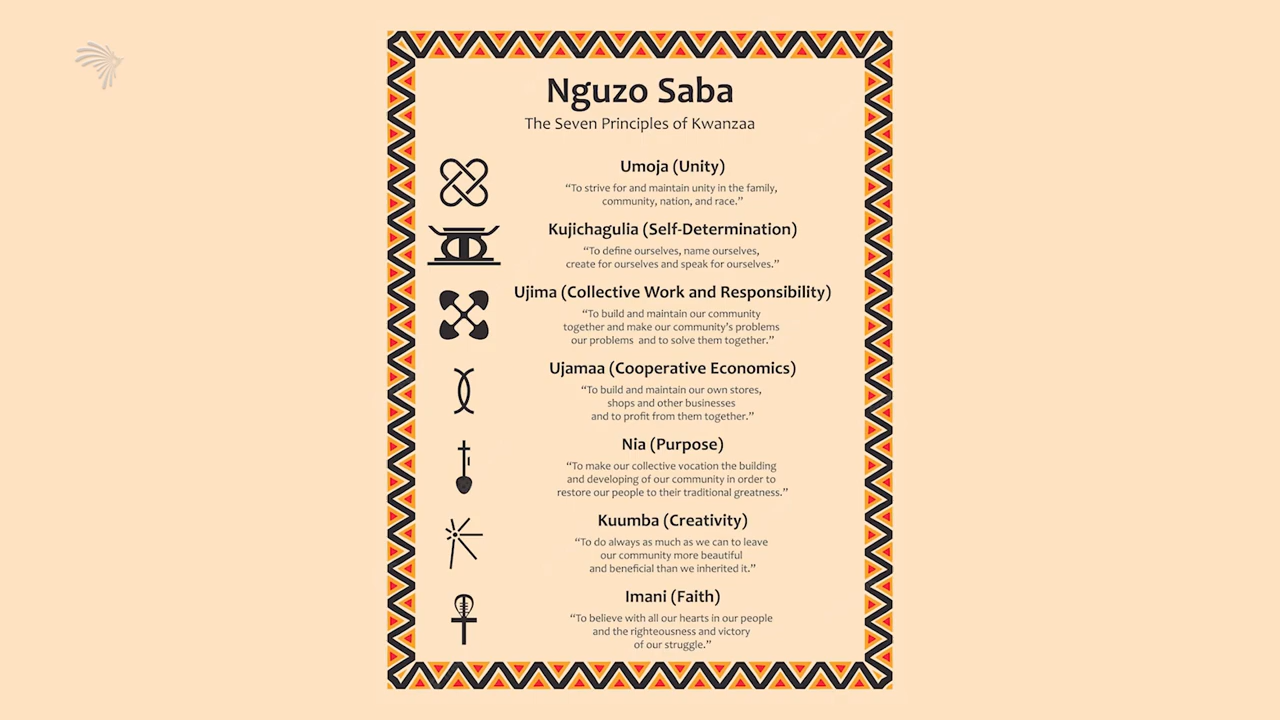 Nguzo Saba
The Seven Principles of Kwanzaa
Umoja (Unity)
“To strive for and maintain unity in the family,
community, nation, and race.”
Kujichagulia (Self-Determination)
“To define ourselves, name ourselves,
create for ourselves and speak for ourselves.”
Ujima (Collective Work and Responsibility)
“To build and maintain our community
together and make our community’s problems
our problems  and to solve them together.”
Ujamaa (Cooperative Economics)
“To build and maintain our own stores,
shops and other businesses
and to profit from them together.”
Nia (Purpose)
“To make our collective vocation the building
and developing of our community in order to
restore our people to their traditional greatness.”
Kuumba (Creativity)
“To do always as much as we can to leave
our community more beautiful
and beneficial than we inherited it.”
Imani (Faith)
“To believe with all our hearts in our people
and the righteousness and victory
of our struggle.”